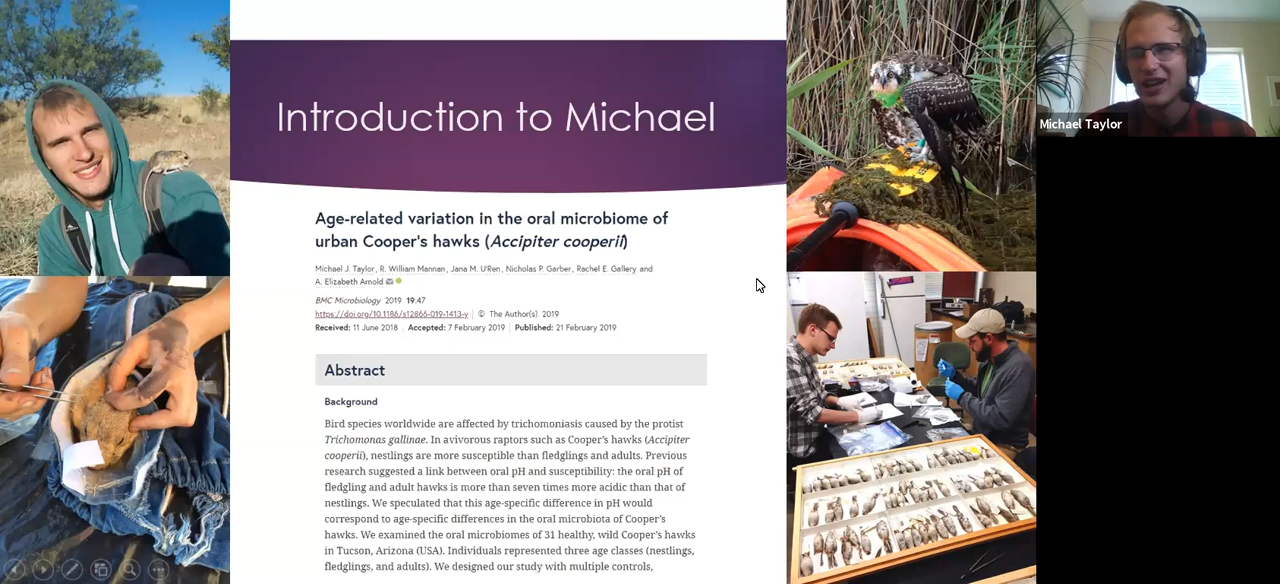 Introduction to Michael
Michael Taylor
Age-related variation in the oral microbiome of
urban Cooper's hawks (Accipiter cooperii)
Michael J. Taylor, R. William Mannan, Jana M. U'Ren, Nicholas P. Garber, Rachel E. Gallery and
A. Elizabeth Arnold
BMC Microbiology 2019 19:47
https://doi.org/10.1186/s12866-019-1413-y | © The Author(s). 2019
Received: 11 June 2018 | Accepted: 7 February 2019 | Published: 21 February 2019
Abstract
Background
Bird species worldwide are affected by trichomoniasis caused by the protist
Trichomonas gallinae. In avivorous raptors such as Cooper's hawks (Accipiter
cooperii), nestlings are more susceptible than fledglings and adults. Previous
research suggested a link between oral pH and susceptibility: the oral pH of
fledgling and adult hawks is more than seven times more acidic than that of
nestlings. We speculated that this age-specific difference in pH would
correspond to age-specific differences in the oral microbiota of Cooper's
hawks. We examined the oral microbiomes of 31 healthy, wild Cooper's hawks
in Tucson, Arizona (USA). Individuals represented three age classes (nestlings,
fledglings, and adults). We designed our study with multiple controls,